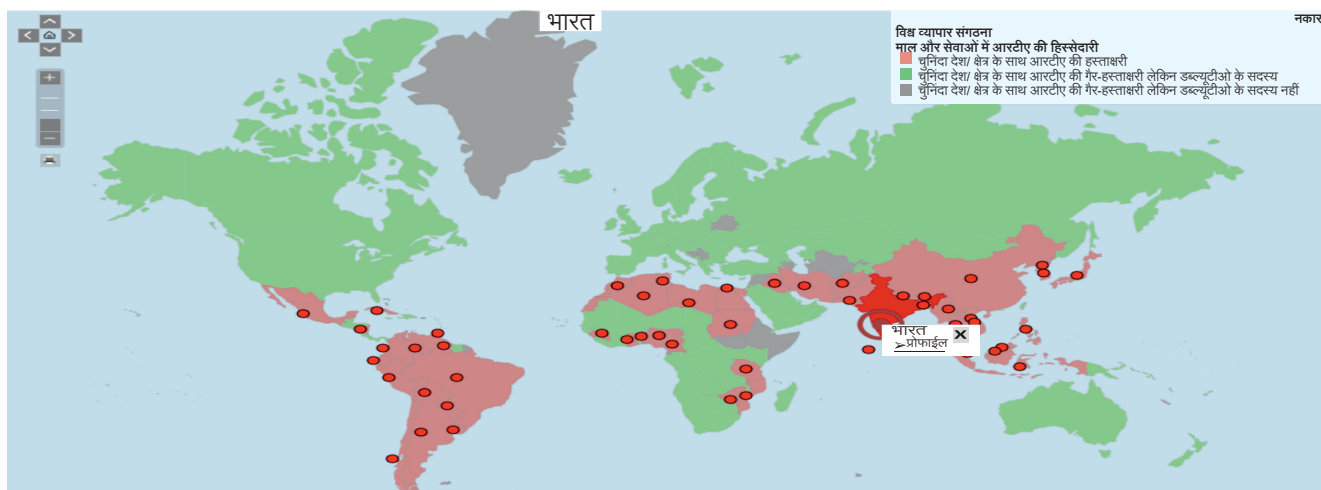 भारत
नकार
विश्व व्यापार संगठना
माल और सेवाओं में आरटीए की हिस्सेदारी
चुनिंदा देश/ क्षेत्र के साथ आरटीए की हस्ताक्षरी
चुनिंदा देश/ क्षेत्र के साथ आरटीए की गैर-हस्ताक्षरी लेकिन डब्ल्यूटीओ के सदस्य
चुनिंदा देश/ क्षेत्र के साथ आरटीए की गैर-हस्ताक्षरी लेकिन डब्ल्यूटीओ के सदस्य नहीं
भारत
➢प्रोफाईल